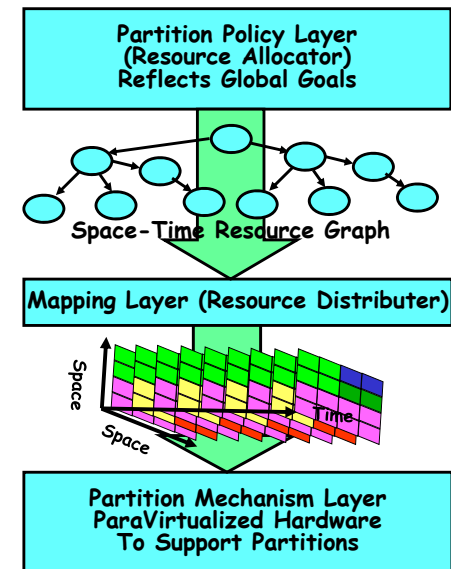 Partition Policy Layer
(Resource Allocator)
Reflects Global Goals
Space-Time Resource Graph
Mapping Layer (Resource Distributer)
Space
Time
Space
Partition Mechanism Layer
ParaVirtualized Hardware
To Support Partitions